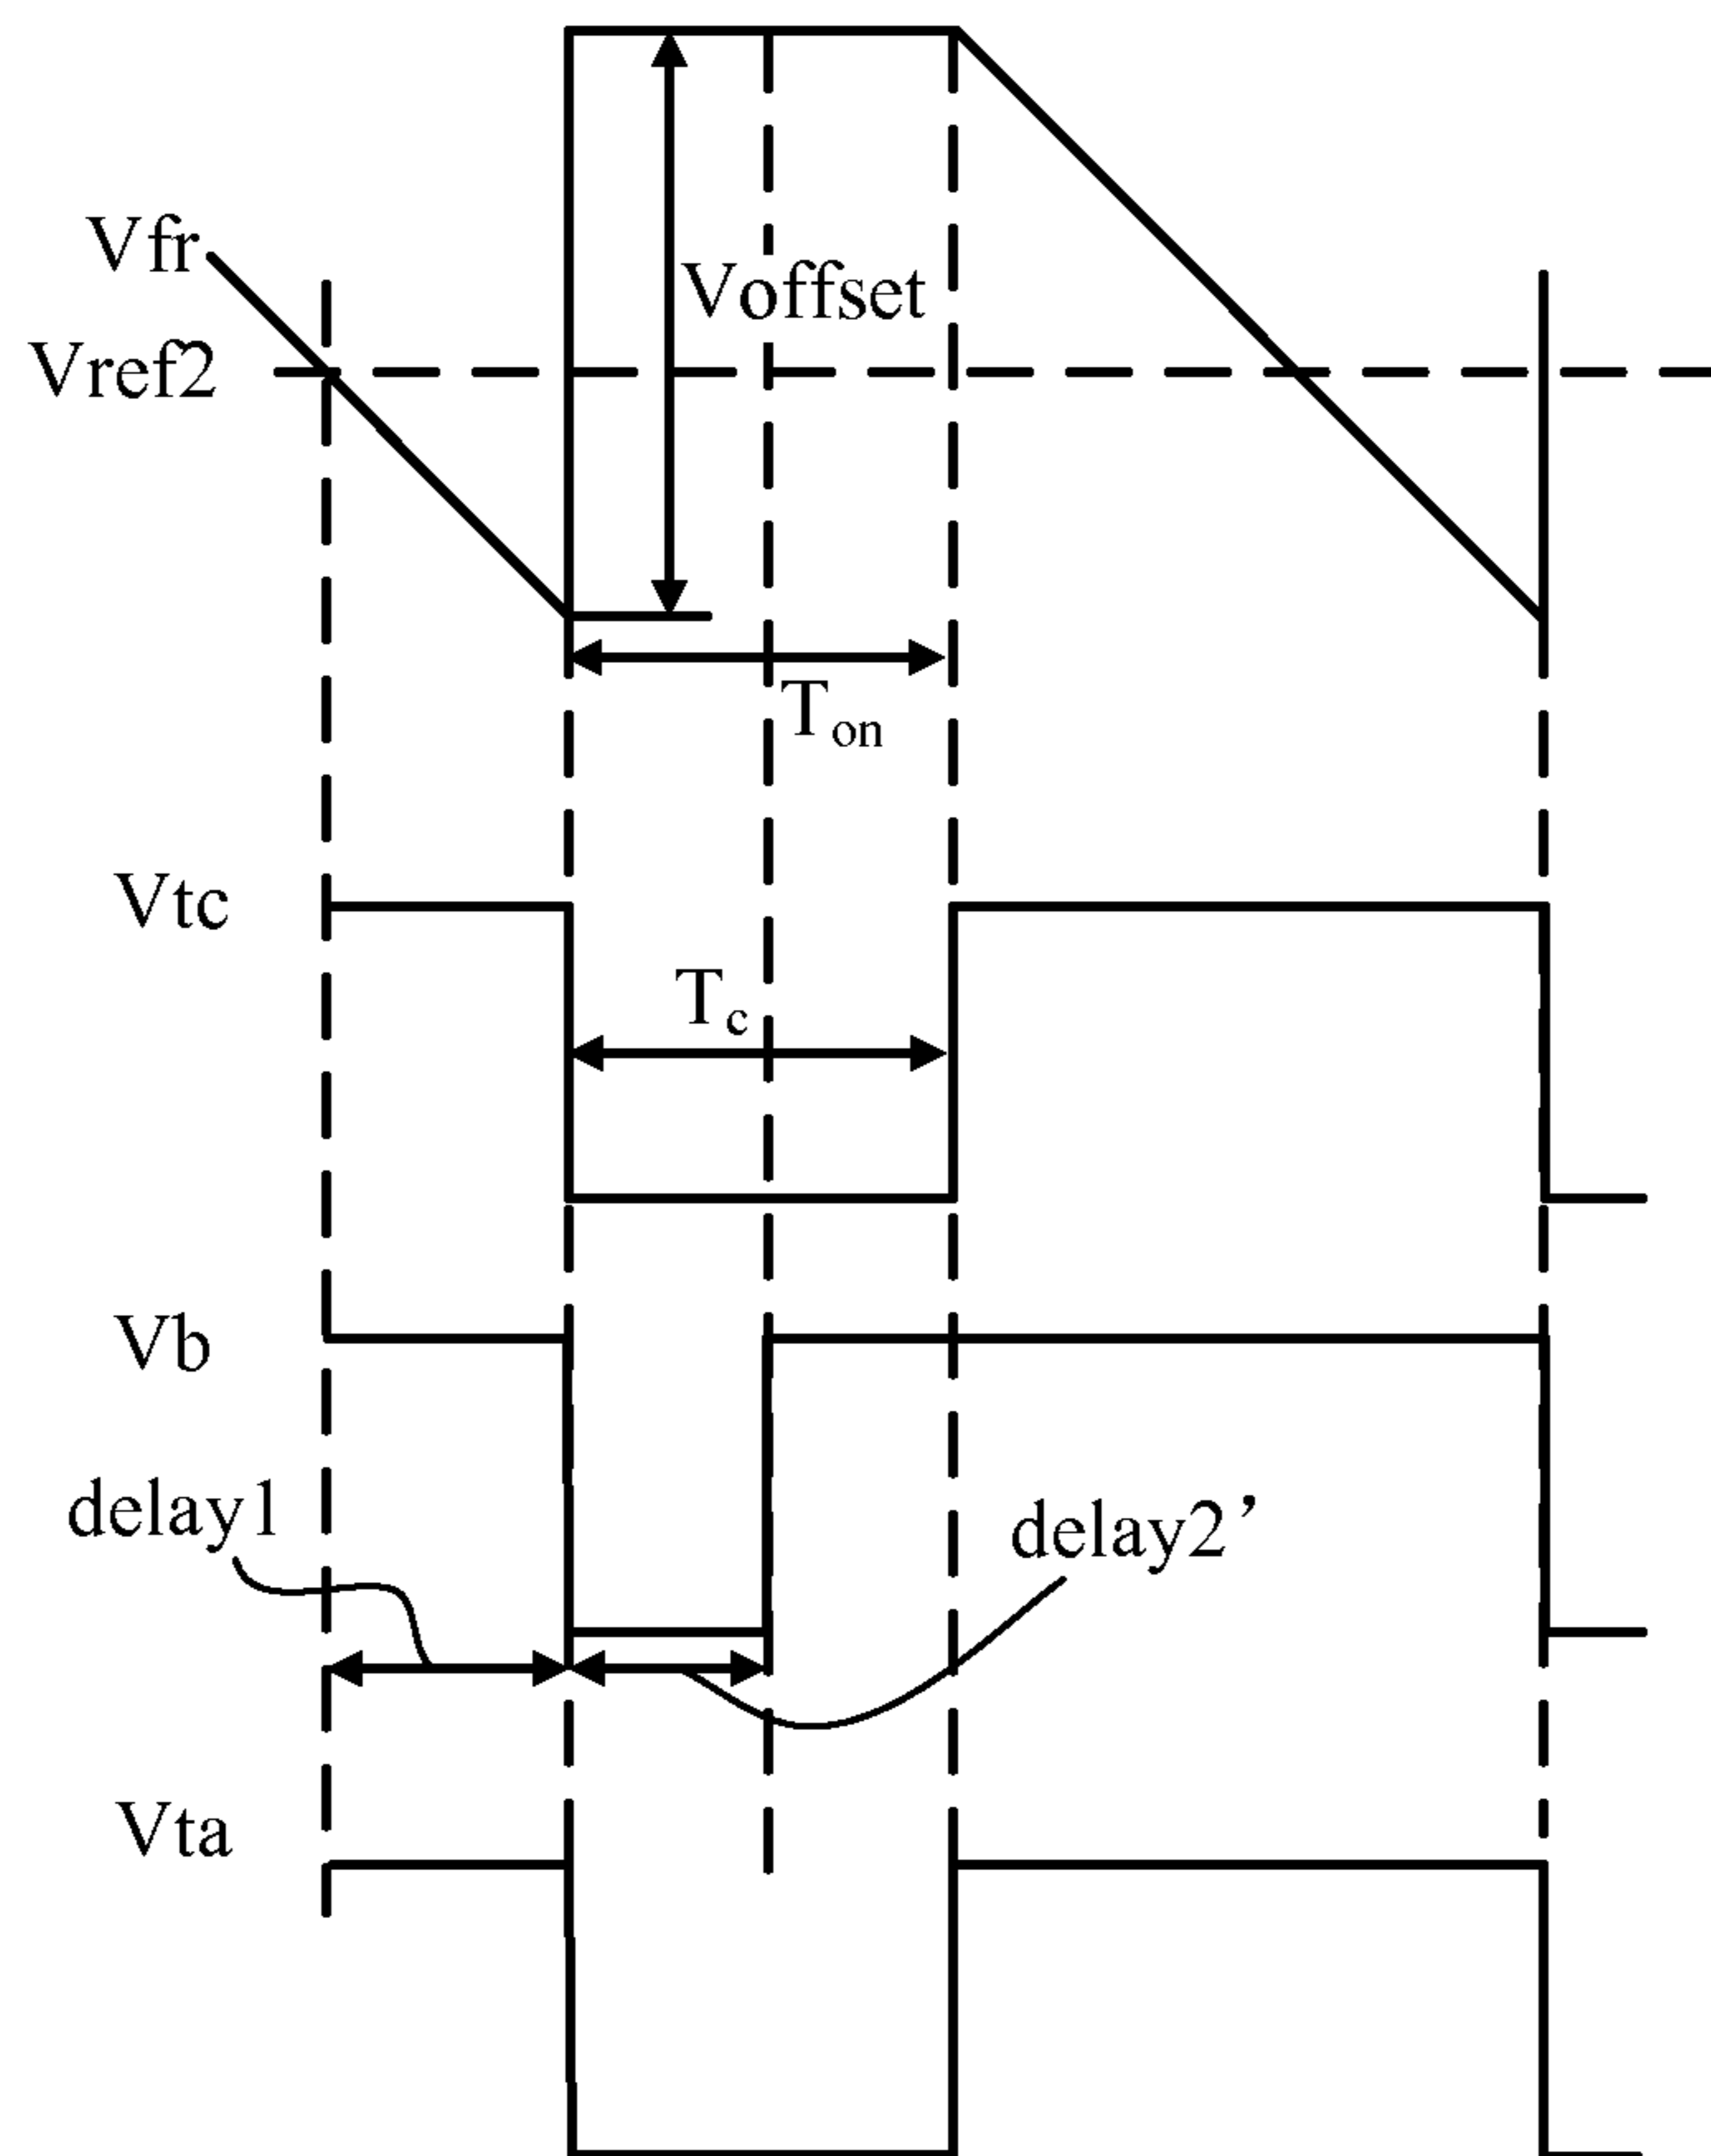 Vfr
Voffset
Vref2
Ton
Vtc
Tc
Vb
delay1
delay2’
Vta